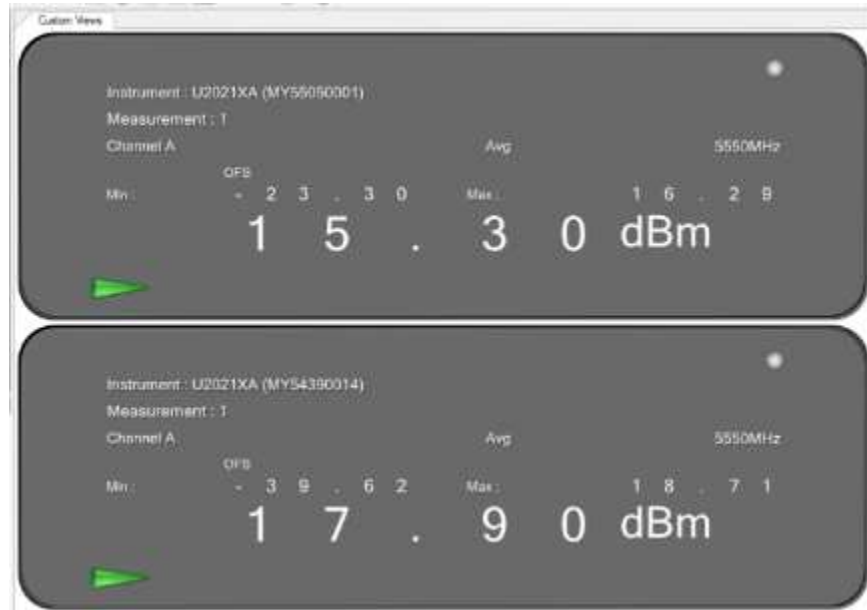 Custom Views
Instrument : U2021XA (MY55050001)
Measurement : 1
Channel A Avg 5550MHz
OFS
Min : - 2 3 . 3 0 Max : 1 6 . 2 9
1 5 . 3 0 dBm
Instrument : U2021XA (MY54390014)
Measurement : 1
Channel A Avg 5550MHz
OFS
Min : - 3 9 . 6 2 Max : 1 8 . 7 1
1 7 . 9 0 dBm